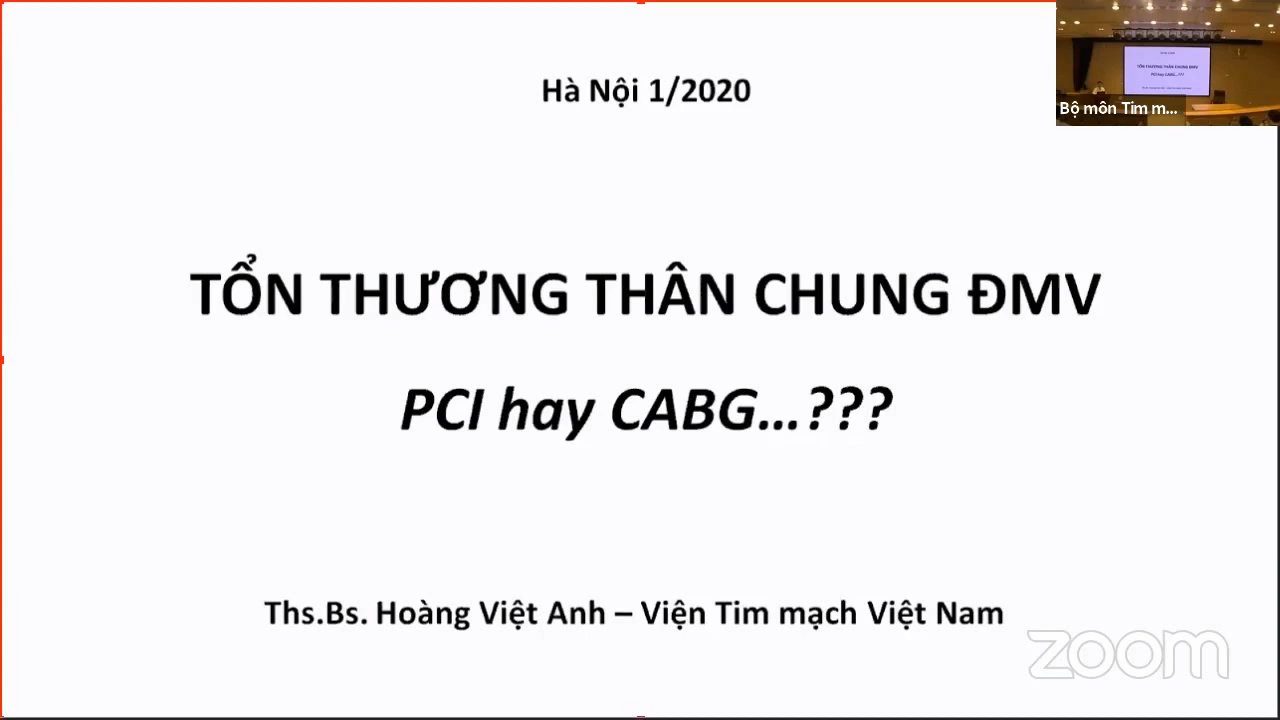 Hà Nội 1/2020
Bộ môn Tim m...
TỔN THƯƠNG THÂN CHUNG ĐMV
PCI hay CABG...???
Ths.Bs. Hoàng Việt Anh – Viện Tim mạch Việt Nam
zoom